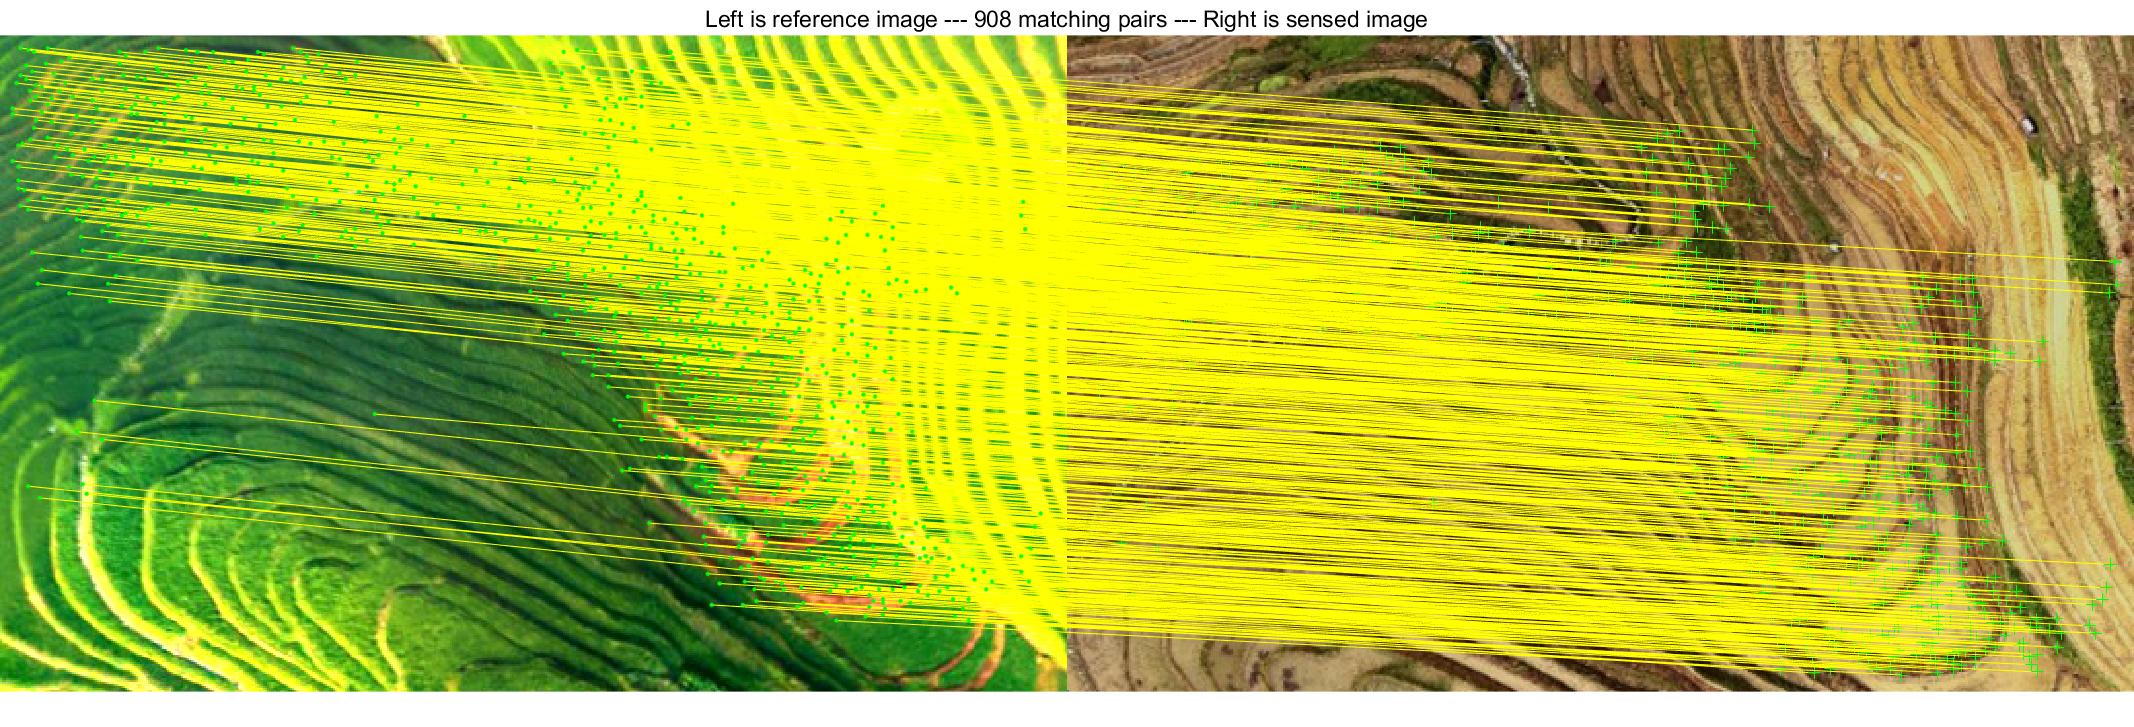 Left is reference image --- 908 matching pairs --- Right is sensed image